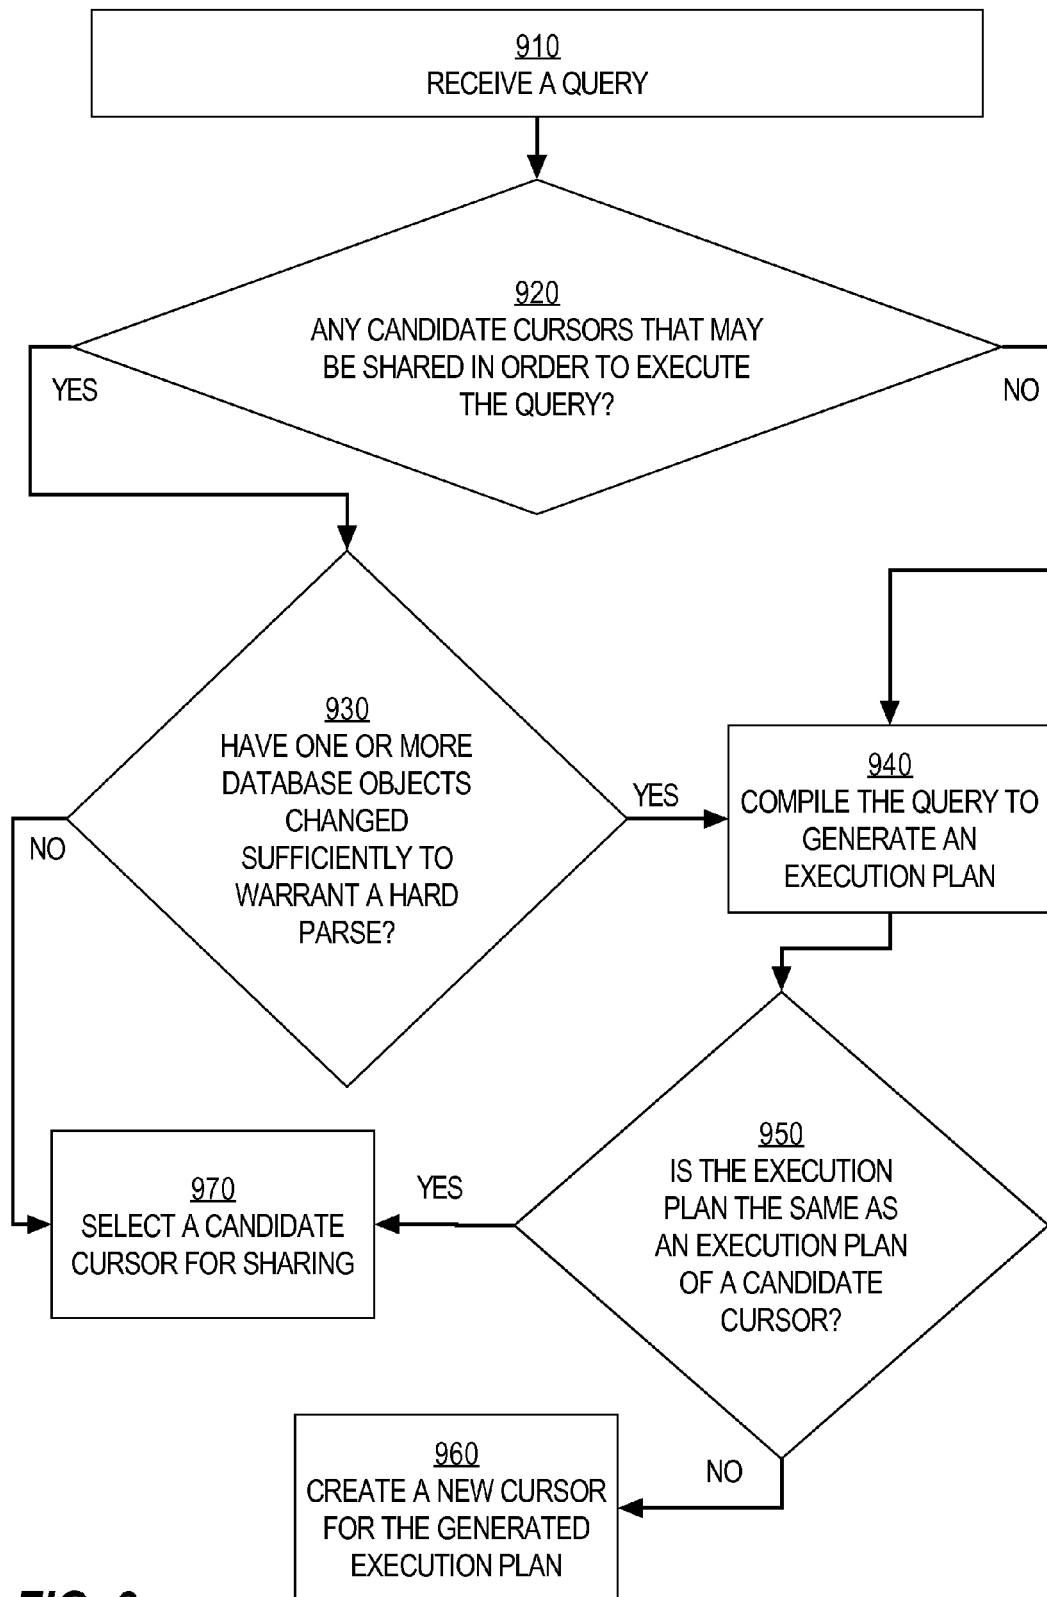 910
RECEIVE A QUERY
920
ANY CANDIDATE CURSORS THAT MAY
BE SHARED IN ORDER TO EXECUTE
THE QUERY?
YES
NO
930
HAVE ONE OR MORE
DATABASE OBJECTS
CHANGED
SUFFICIENTLY TO
WARRANT A HARD
PARSE?
YES
NO
940
COMPILE THE QUERY TO
GENERATE AN
EXECUTION PLAN
950
IS THE EXECUTION
PLAN THE SAME AS
AN EXECUTION PLAN
OF A CANDIDATE
CURSOR?
YES
970
SELECT A CANDIDATE
CURSOR FOR SHARING
NO
960
CREATE A NEW CURSOR
FOR THE GENERATED
EXECUTION PLAN